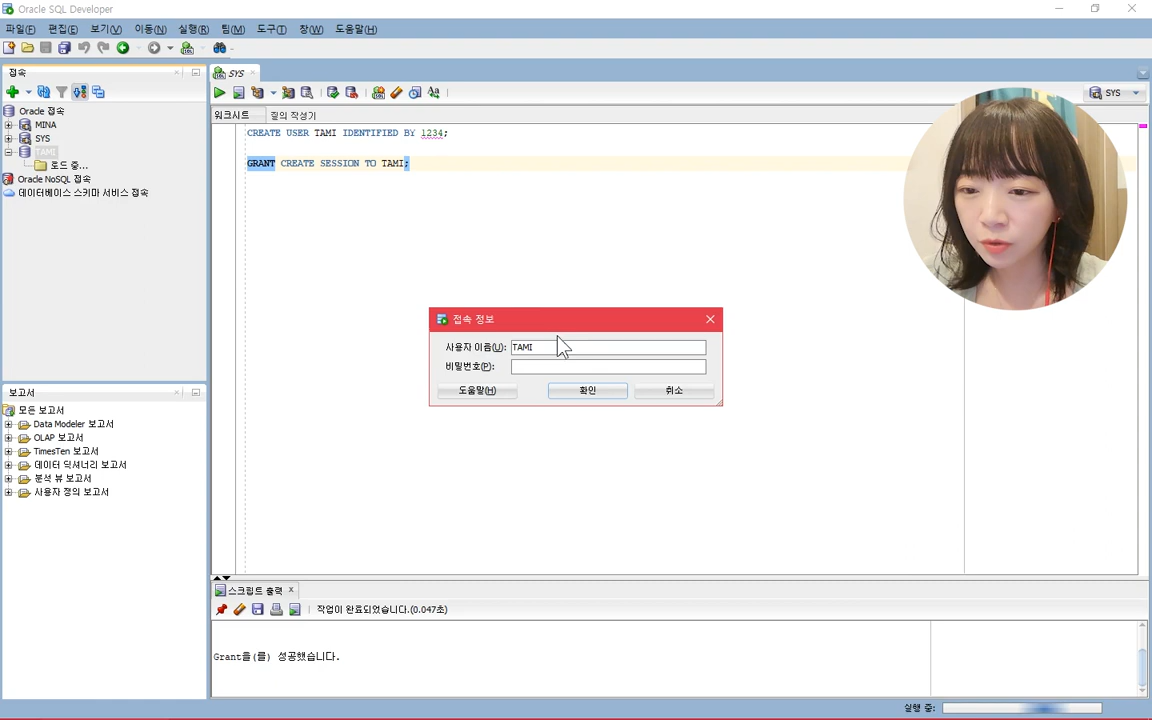 Oracle SQL Developer
파일(F) 편집(E) 보기(V) 이동(N) 실행(R) 팀(M) 도구(T) 창(W) 도움말(H)
접속
Oracle 접속
MINA
SYS
TAMI
로드 중...
Oracle NoSQL 접속
데이터베이스 스키마 서비스 접속
보고서
모든 보고서
Data Modeler 보고서
OLAP 보고서
TimesTen 보고서
데이터 딕셔너리 보고서
분석 뷰 보고서
사용자 정의 보고서
SYS
SYS
워크시트 질의 작성기
CREATE USER TAMI IDENTIFIED BY 1234;
GRANT CREATE SESSION TO TAMI;
접속 정보
사용자 이름(U): TAMI
비밀번호(P):
도움말(H) 확인 취소
스크립트 출력
작업이 완료되었습니다.(0.047초)
Grant을(를) 성공했습니다.
실행 중: